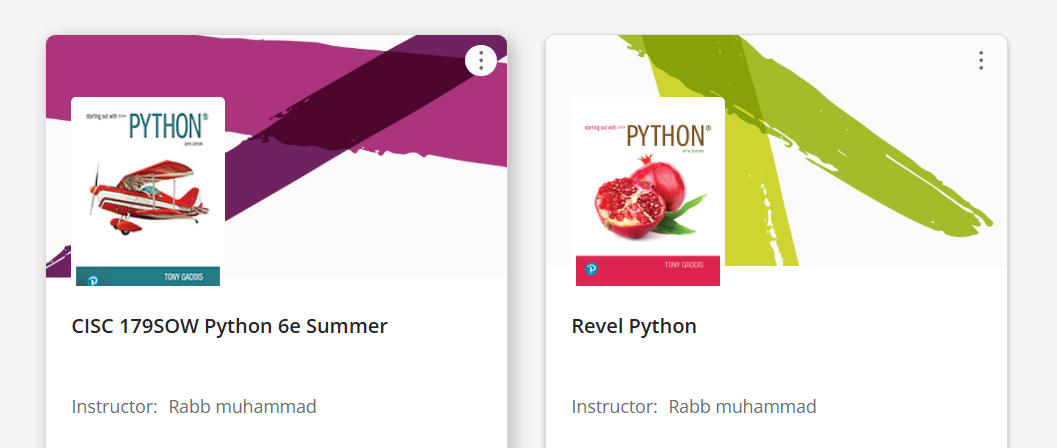 starting out with >>>
PYTHON®
SIXTH EDITION
TONY GADDIS
CISC 179SOW Python 6e Summer
Instructor: Rabb muhammad
starting out with >>>
PYTHON®
FIFTH EDITION
TONY GADDIS
P
Revel Python
Instructor: Rabb muhammad